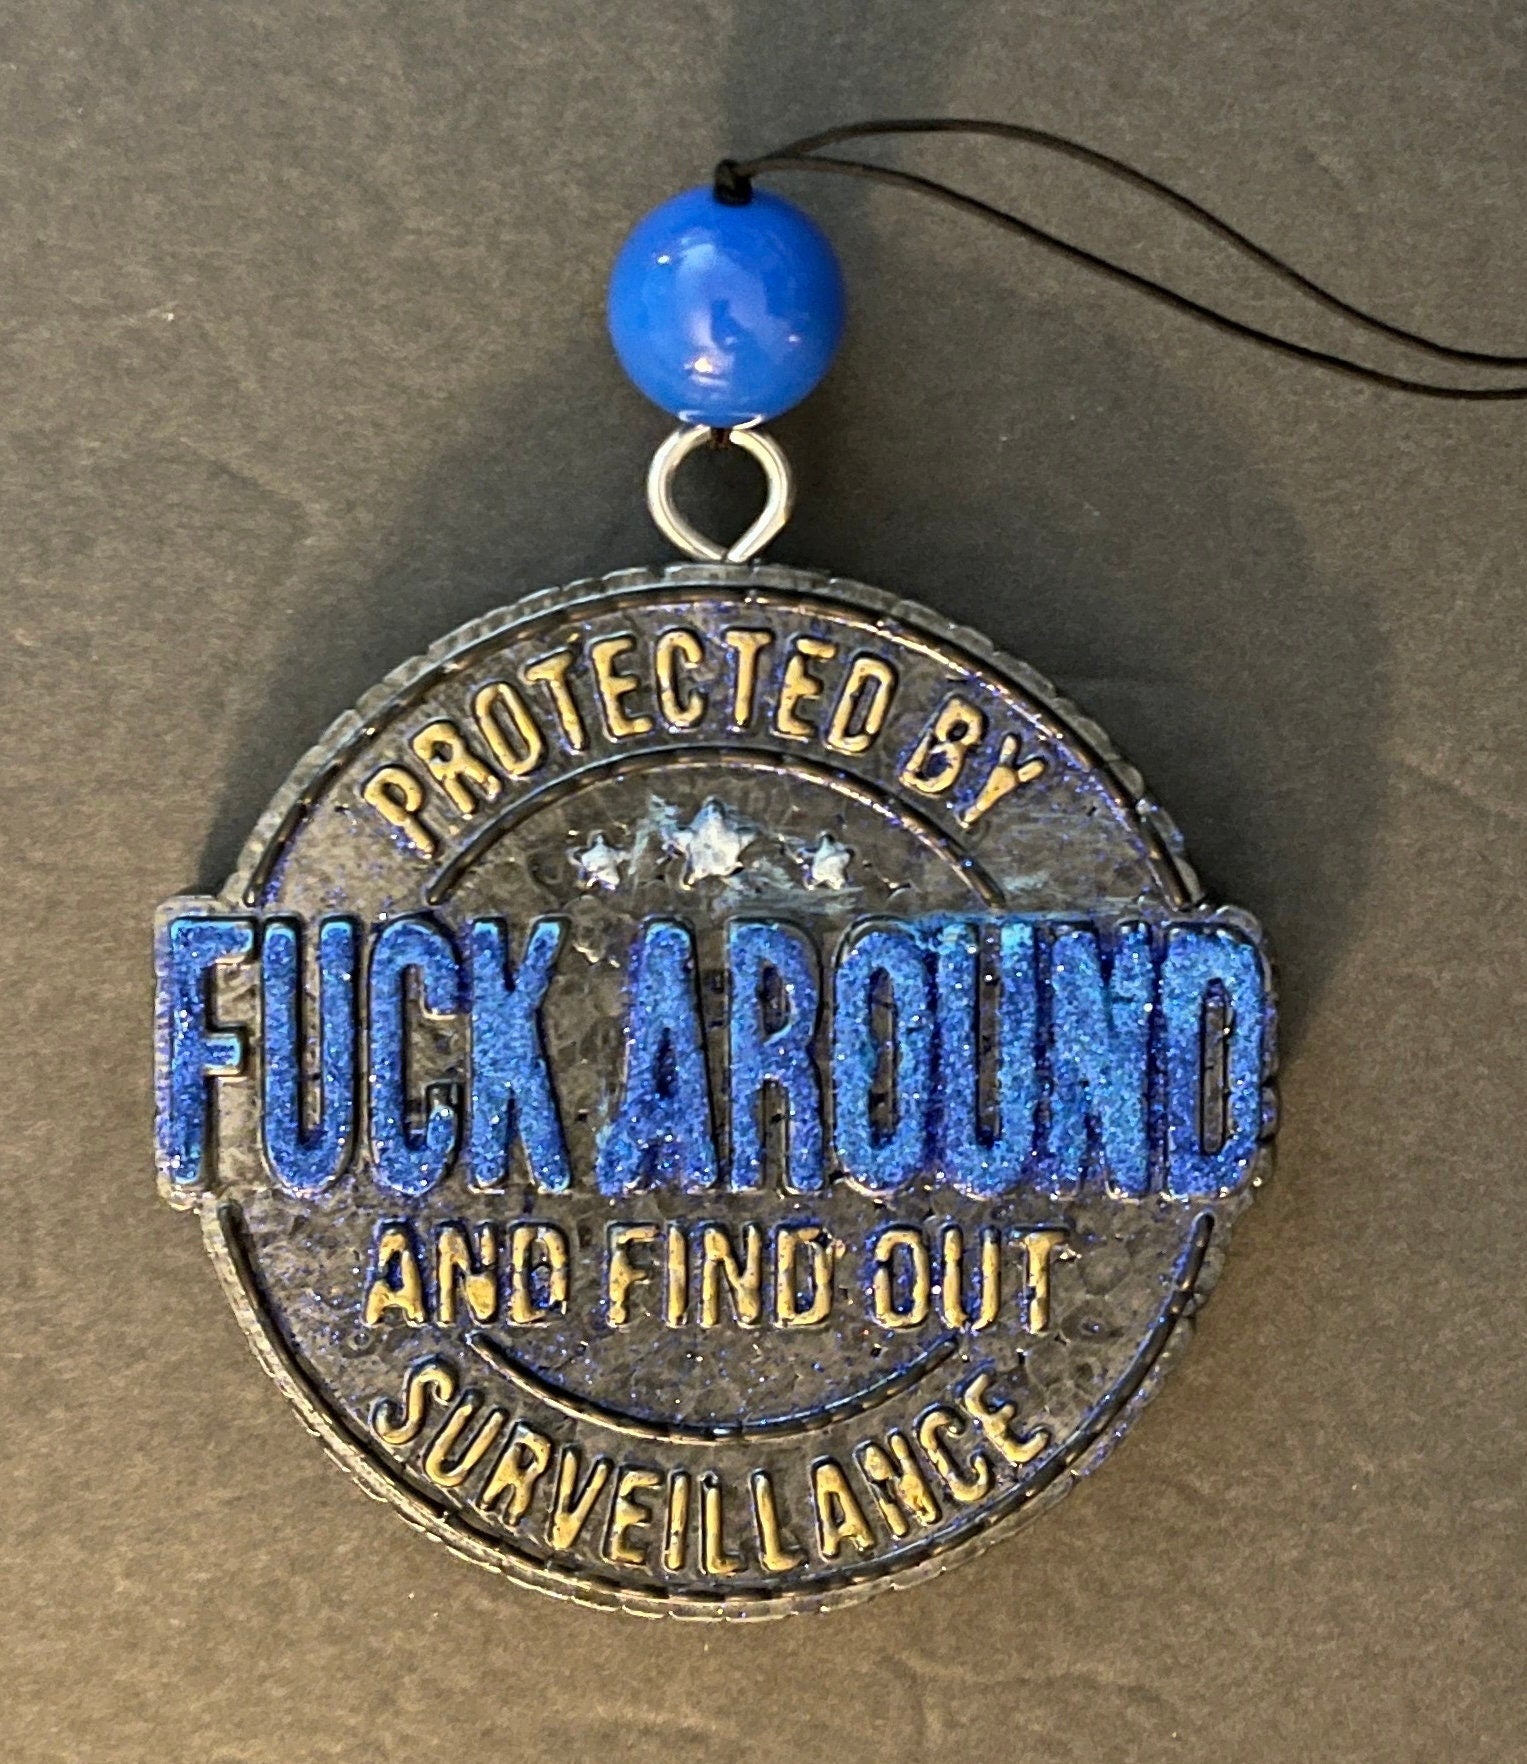 PROTECTED BY
FUCK AROUND
AND FIND OUT
SURVEILLANCE